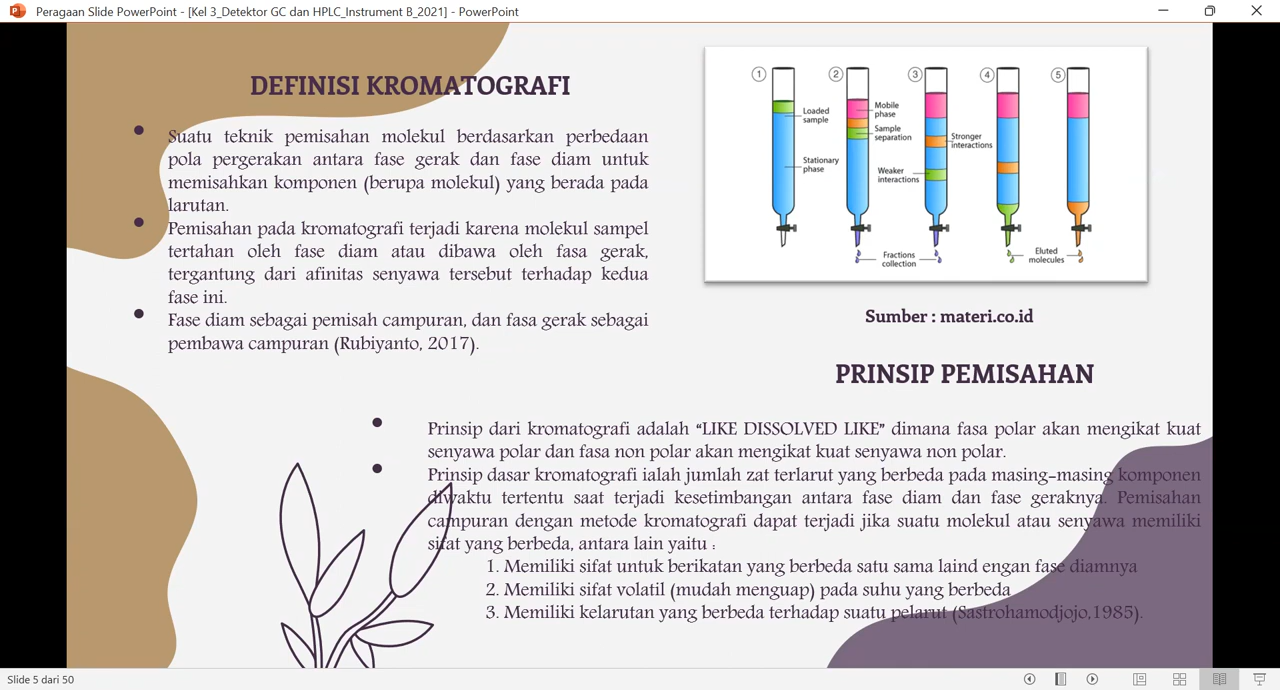 Peragaan Slide PowerPoint - [Kel 3_Detektor GC dan HPLC_Instrument B_2021] - PowerPoint
DEFINISI KROMATOGRAFI
• Suatu teknik pemisahan molekul berdasarkan perbedaan
pola pergerakan antara fase gerak dan fase diam untuk
memisahkan komponen (berupa molekul) yang berada pada
larutan.
• Pemisahan pada kromatografi terjadi karena molekul sampel
tertahan oleh fase diam atau dibawa oleh fasa gerak,
tergantung dari afinitas senyawa tersebut terhadap kedua
fase ini.
• Fase diam sebagai pemisah campuran, dan fasa gerak sebagai
pembawa campuran (Rubiyanto, 2017).
1
2
3
4
5
Loaded
sample
Stationary
phase
Mobile
phase
Sample
separation
Weaker
interactions
Stronger
interactions
Fractions
collection
Eluted
molecules
Sumber : materi.co.id
PRINSIP PEMISAHAN
• Prinsip dari kromatografi adalah “LIKE DISSOLVED LIKE” dimana fasa polar akan mengikat kuat
senyawa polar dan fasa non polar akan mengikat kuat senyawa non polar.
• Prinsip dasar kromatografi ialah jumlah zat terlarut yang berbeda pada masing-masing komponen
diwaktu tertentu saat terjadi kesetimbangan antara fase diam dan fase geraknya. Pemisahan
campuran dengan metode kromatografi dapat terjadi jika suatu molekul atau senyawa memiliki
sifat yang berbeda, antara lain yaitu :
1. Memiliki sifat untuk berikatan yang berbeda satu sama laind engan fase diamnya
2. Memiliki sifat volatil (mudah menguap) pada suhu yang berbeda
3. Memiliki kelarutan yang berbeda terhadap suatu pelarut (Sastrohamodjojo,1985).
Slide 5 dari 50